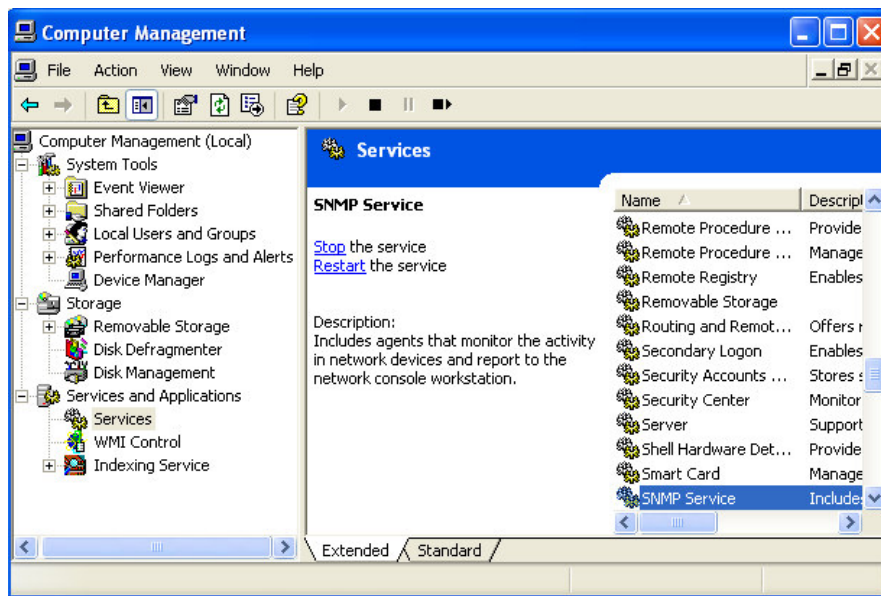 Computer Management
File Action View Window Help
Computer Management (Local)
System Tools
Event Viewer
Shared Folders
Local Users and Groups
Performance Logs and Alerts
Device Manager
Storage
Removable Storage
Disk Defragmenter
Disk Management
Services and Applications
Services
WMI Control
Indexing Service
Services
SNMP Service
Stop the service
Restart the service
Description:
Includes agents that monitor the activity
in network devices and report to the
network console workstation.
Name Descript
Remote Procedure ... Provide
Remote Procedure ... Manage
Remote Registry Enables
Removable Storage
Routing and Remot... Offers r
Secondary Logon Enables
Security Accounts ... Stores s
Security Center Monitor
Server Support
Shell Hardware Det... Provide
Smart Card Manage
SNMP Service Includes
Extended Standard